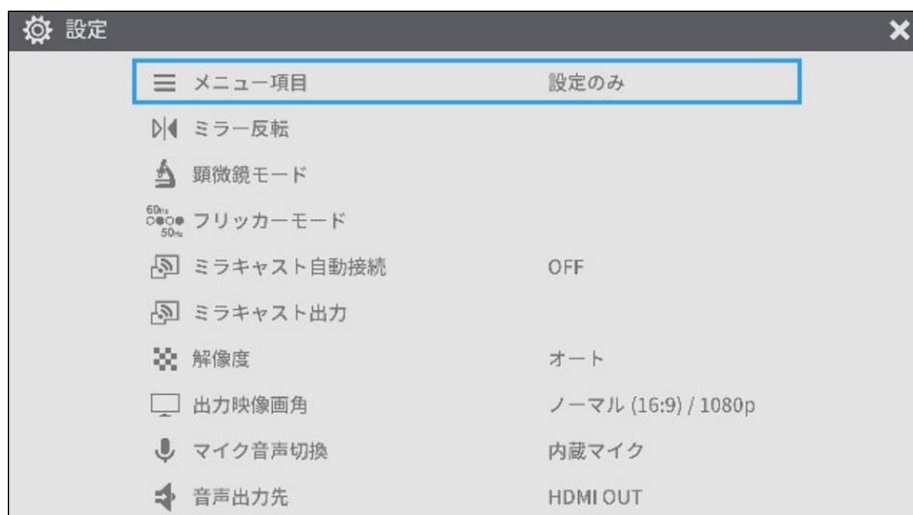 設定
メニュー項目 設定のみ
ミラー反転
顕微鏡モード
60Hz
フリッカーモード
50Hz
ミラキャスト自動接続 OFF
ミラキャスト出力
解像度 オート
出力映像画角 ノーマル (16:9) / 1080p
マイク音声切換 内蔵マイク
音声出力先 HDMI OUT